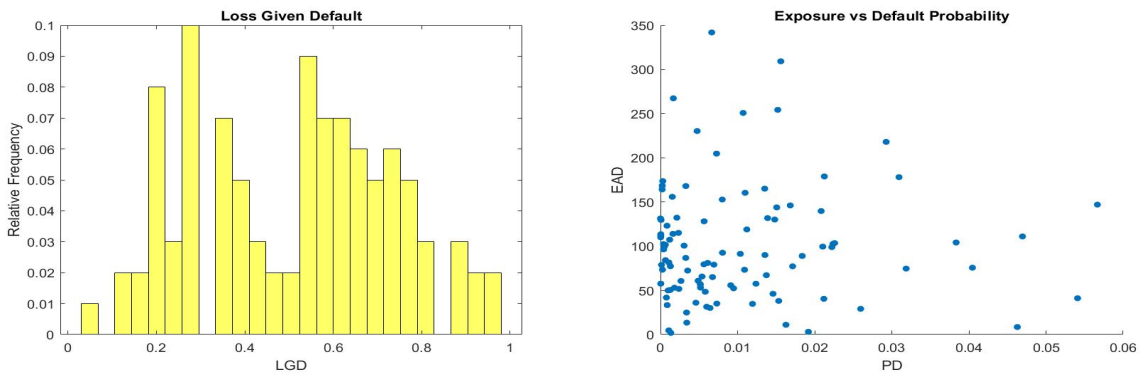 Loss Given Default
Relative Frequency
0.1
0.09
0.08
0.07
0.06
0.05
0.04
0.03
0.02
0.01
0
0 0.2 0.4 0.6 0.8 1
LGD
Exposure vs Default Probability
EAD
350
300
250
200
150
100
50
0
0 0.01 0.02 0.03 0.04 0.05 0.06
PD